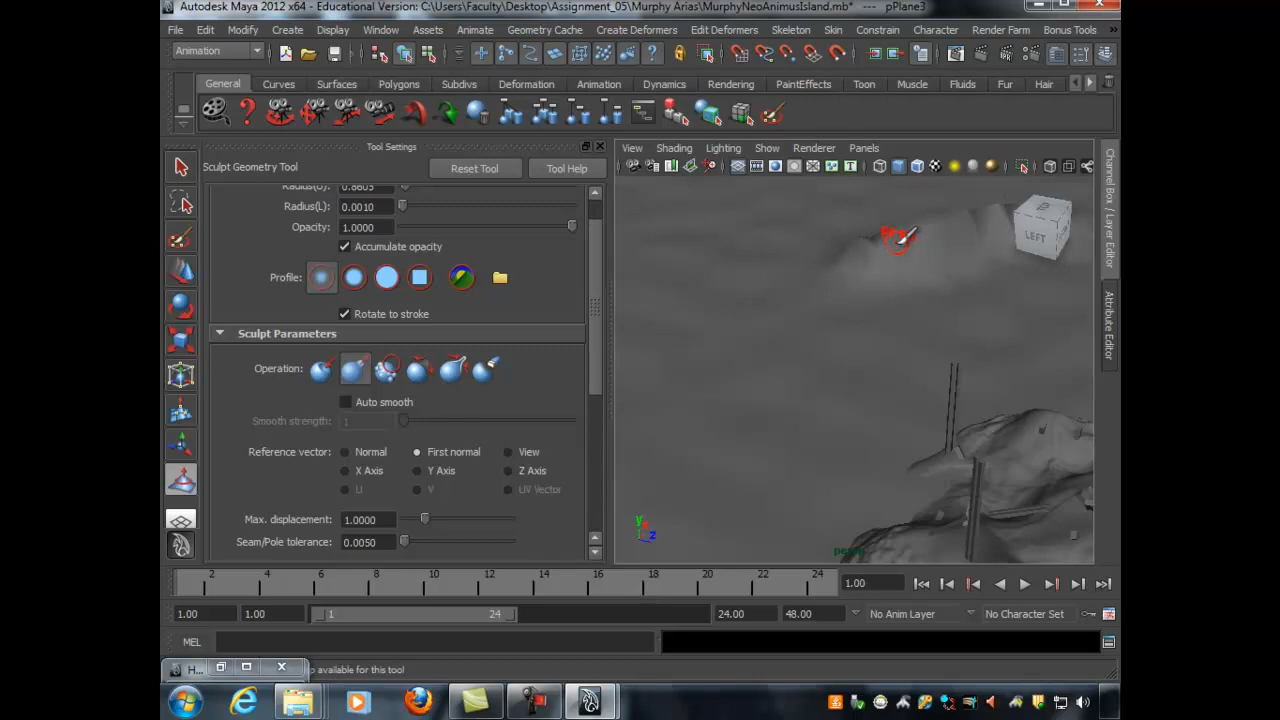 Autodesk Maya 2012 x64 - Educational Version: C:\Users\Faculty\Desktop\Assignment_05\Murphy Arias\MurphyNeoAnimusIsland.mb* --- pPlane3
File Edit Modify Create Display Window Assets Animate Geometry Cache Create Deformers Edit Deformers Skeleton Skin Constrain Character Render Farm Bonus Tools »
Animation
General Curves Surfaces Polygons Subdivs Deformation Animation Dynamics Rendering PaintEffects Toon Muscle Fluids Fur Hair
Tool Settings
Sculpt Geometry Tool Reset Tool Tool Help
Radius(U): 0.8605
Radius(L): 0.0010
Opacity: 1.0000
Accumulate opacity
Profile:
Rotate to stroke
Sculpt Parameters
Operation:
Auto smooth
Smooth strength: 1
Reference vector: Normal First normal View
X Axis Y Axis Z Axis
U V UV Vector
Max. displacement: 1.0000
Seam/Pole tolerance: 0.0050
View Shading Lighting Show Renderer Panels
LEFT
y
x
z
persp
Channel Box / Layer Editor
Attribute Editor
2 4 6 8 10 12 14 16 18 20 22 24 1.00
1.00 1.00 1 24 24.00 48.00 No Anim Layer No Character Set
MEL
H... available for this tool